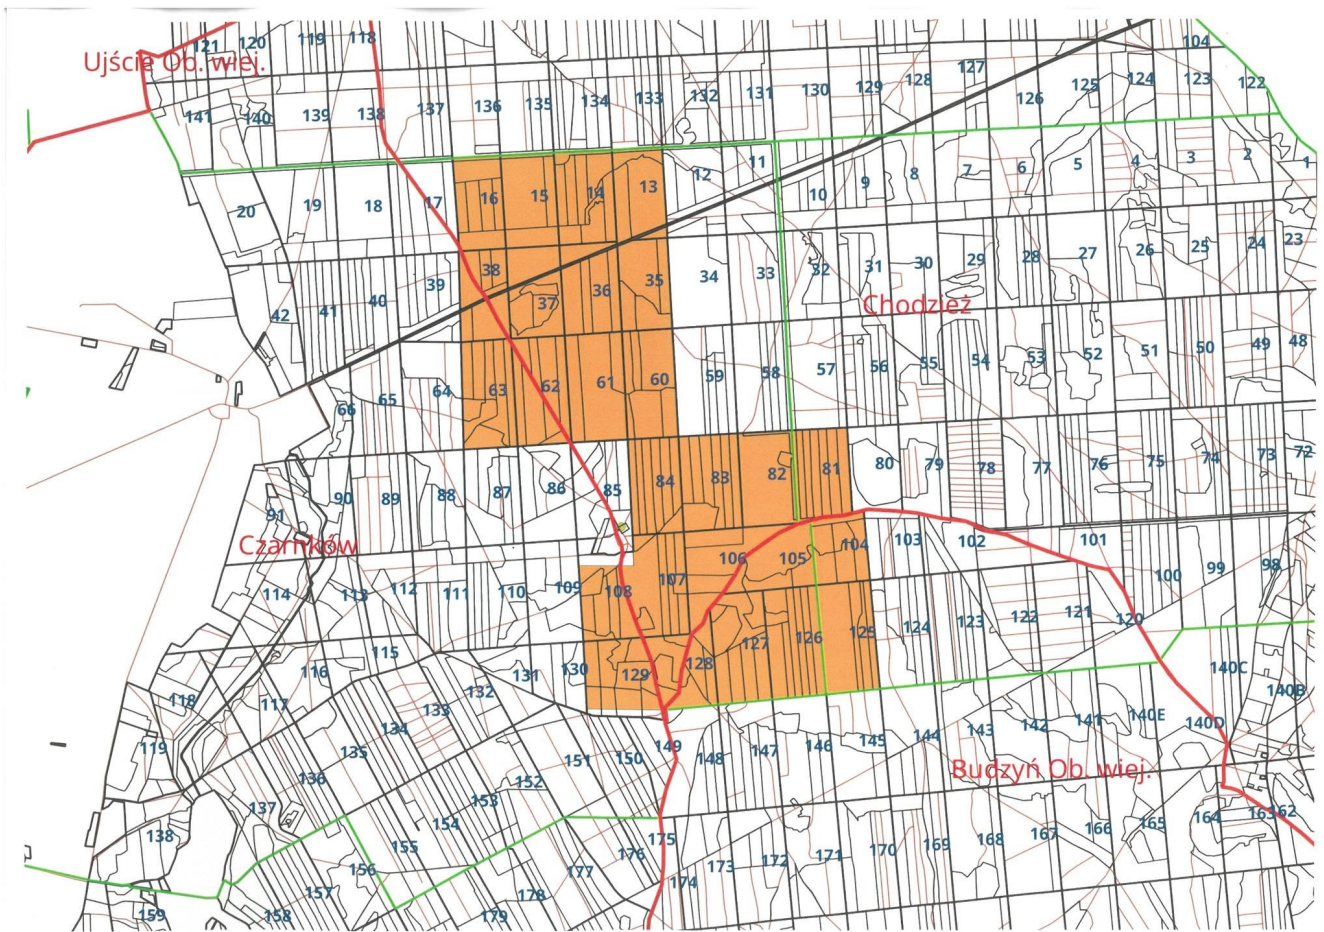 121 120 119 118 104
Ujście Ob. wiej.
141 140 139 138 137 136 135 134 133 132 131 130 129 128 127 126 125 124 123 122
20 19 18 17 16 15 14 13 12 11 10 9 8 7 6 5 4 3 2 1
42 41 40 39 38 37 36 35 34 33 32 31 30 29 28 27 26 25 24 23
Chodzież
66 65 64 63 62 61 60 59 58 57 56 55 54 53 52 51 50 49 48
91 90 89 88 87 86 85 84 83 82 81 80 79 78 77 76 75 74 73 72
Czarnków
114 113 112 111 110 109 108 107 106 105 104 103 102 101 100 99 98
118 117 116 115 132 131 130 129 128 127 126 125 124 123 122 121 120 140C 140B
119 136 135 134 133 152 151 150 149 148 147 146 145 144 143 142 141 140E 140D
Budzyń Ob. wiej.
138 137 155 154 153 177 176 175 174 173 172 171 170 169 168 167 166 165 164 163 162
159 158 157 156 179 178